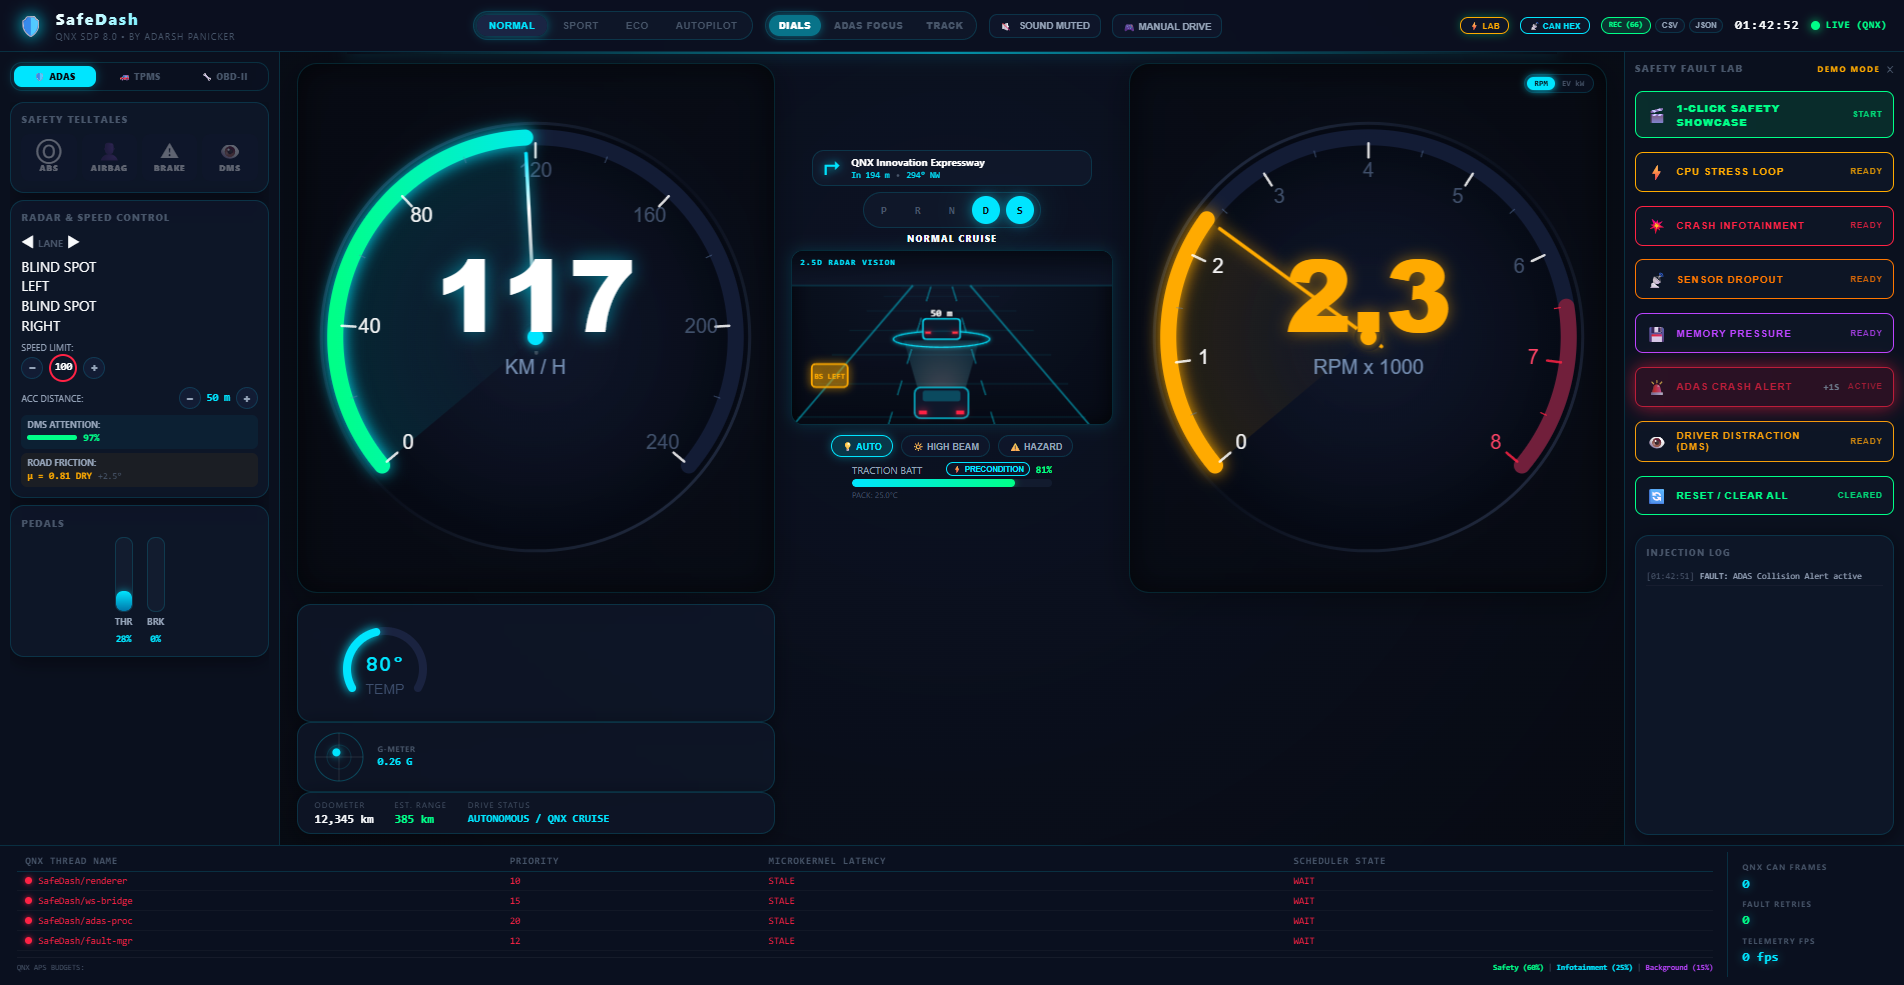 SafeDash
QNX SDP 8.0 • BY ADARSH PANICKER
NORMAL SPORT ECO AUTOPILOT
DIALS ADAS FOCUS TRACK
SOUND MUTED
MANUAL DRIVE
LAB
CAN HEX
REC (66) CSV JSON
01:42:52
LIVE (QNX)
ADAS TPMS OBD-II
SAFETY TELLTALES
ABS AIRBAG BRAKE DMS
RADAR & SPEED CONTROL
LANE
BLIND SPOT
LEFT
BLIND SPOT
RIGHT
SPEED LIMIT:
− 100 +
ACC DISTANCE: − 50 m +
DMS ATTENTION:
97%
ROAD FRICTION:
μ = 0.81 DRY +2.5°
PEDALS
THR BRK
28% 0%
0 40 80 120 160 200 240
117
KM / H
QNX Innovation Expressway
In 194 m • 294° NW
P R N D S
NORMAL CRUISE
2.5D RADAR VISION
50 m
BS LEFT
AUTO HIGH BEAM HAZARD
TRACTION BATT PRECONDITION 81%
PACK: 25.0°C
RPM EV kW
0 1 2 3 4 5 6 7 8
2.3
RPM x 1000
80°
TEMP
G-METER
0.26 G
ODOMETER EST. RANGE DRIVE STATUS
12,345 km 385 km AUTONOMOUS / QNX CRUISE
SAFETY FAULT LAB DEMO MODE X
1-CLICK SAFETY
SHOWCASE START
CPU STRESS LOOP READY
CRASH INFOTAINMENT READY
SENSOR DROPOUT READY
MEMORY PRESSURE READY
ADAS CRASH ALERT +1S ACTIVE
DRIVER DISTRACTION
(DMS) READY
RESET / CLEAR ALL CLEARED
INJECTION LOG
[01:42:51] FAULT: ADAS Collision Alert active
QNX THREAD NAME PRIORITY MICROKERNEL LATENCY SCHEDULER STATE
SafeDash/renderer 10 STALE WAIT
SafeDash/ws-bridge 15 STALE WAIT
SafeDash/adas-proc 20 STALE WAIT
SafeDash/fault-mgr 12 STALE WAIT
QNX APS BUDGETS: Safety (60%) | Infotainment (25%) | Background (15%)
QNX CAN FRAMES
0
FAULT RETRIES
0
TELEMETRY FPS
0 fps